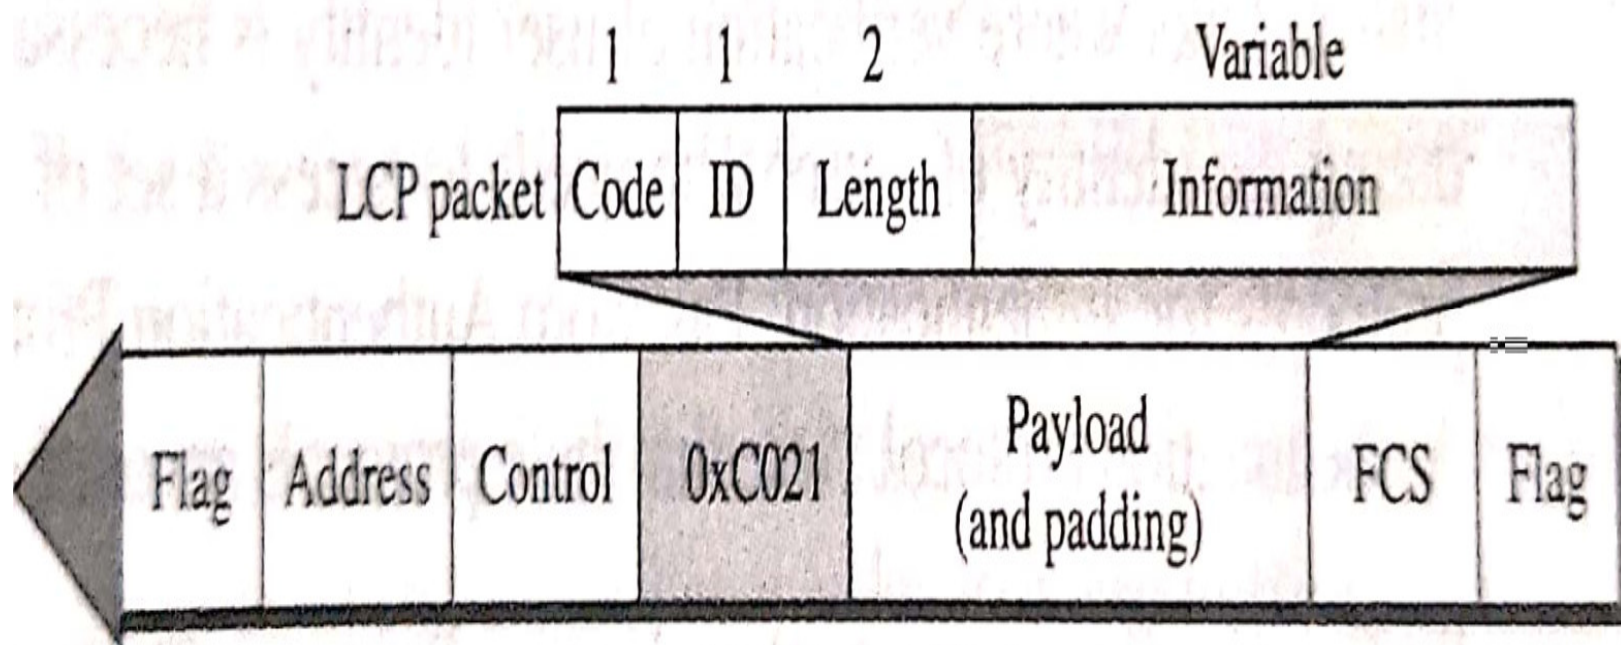 1 1 2 Variable
LCP packet Code ID Length Information
Flag Address Control 0xC021 Payload (and padding) FCS Flag